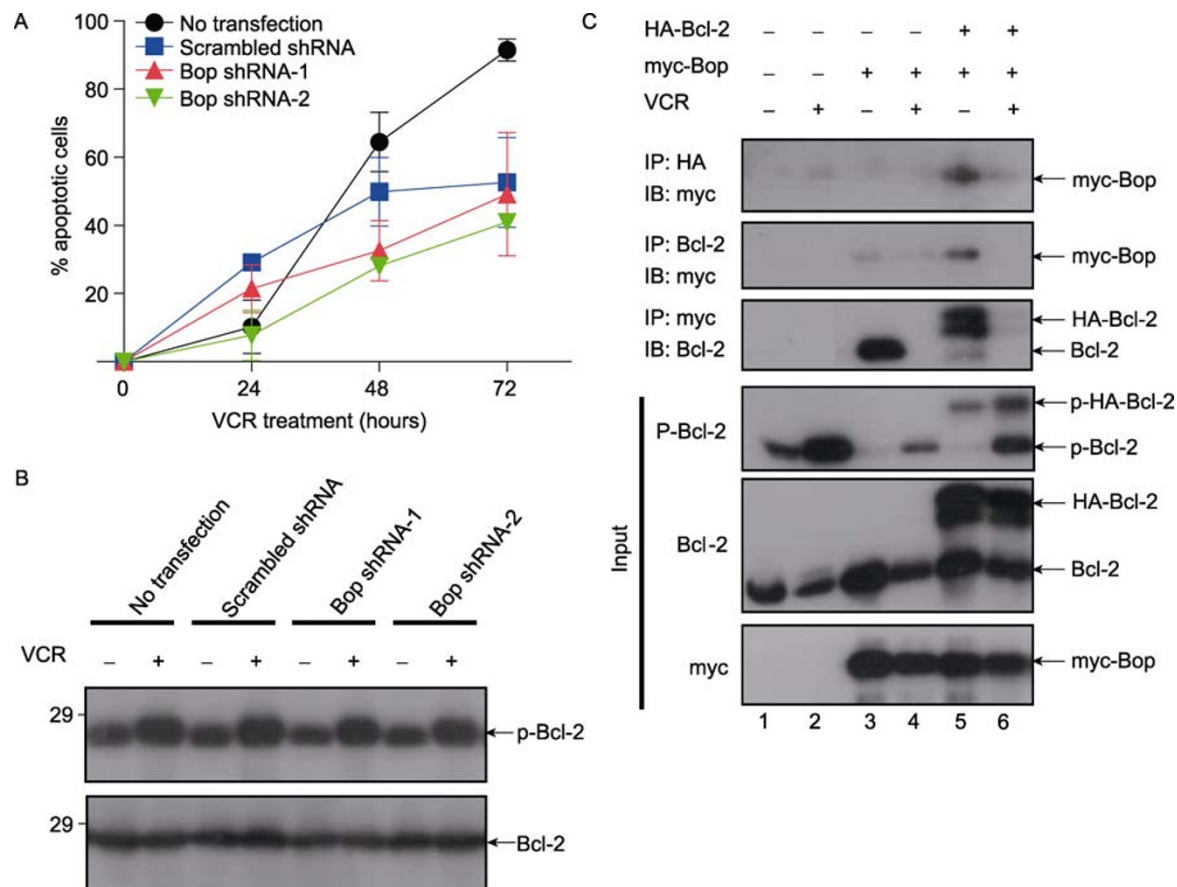 A
100
80
60
40
20
% apoptotic cells
No transfection
Scrambled shRNA
Bop shRNA-1
Bop shRNA-2
0 24 48 72
VCR treatment (hours)
B
No transfection
Scrambled shRNA
Bop shRNA-1
Bop shRNA-2
VCR – + – + – + – +
29
p-Bcl-2
29
Bcl-2
C
HA-Bcl-2 – – – – + +
myc-Bop – – + + + +
VCR – + – + – +
IP: HA
IB: myc
myc-Bop
IP: Bcl-2
IB: myc
myc-Bop
IP: myc
IB: Bcl-2
HA-Bcl-2
Bcl-2
Input
P-Bcl-2
p-HA-Bcl-2
p-Bcl-2
Bcl-2
HA-Bcl-2
Bcl-2
myc
myc-Bop
1 2 3 4 5 6